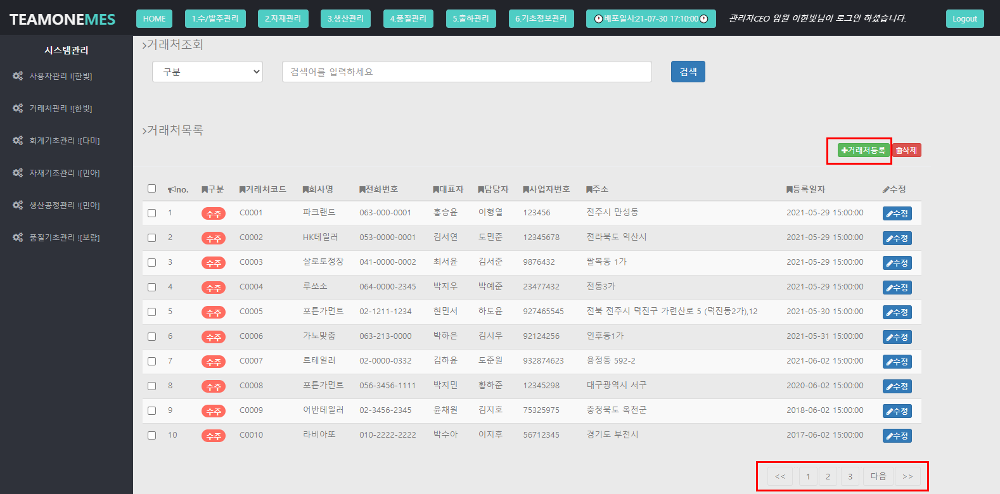 TEAMONEMES HOME 1.수/발주관리 2.자재관리 3.생산관리 4.품질관리 5.출하관리 6.기초정보관리 배포일시:21-07-30 17:10:00 관리자CEO 임원 이한빛님이 로그인 하셨습니다. Logout
시스템관리
사용자관리 ![한빛]
거래처관리 ![한빛]
회계기초관리 ![다미]
자재기초관리 ![민아]
생산공정관리 ![민아]
품질기초관리 ![보람]
>거래처조회
구분 검색어를 입력하세요 검색
>거래처목록
+거래처등록 삭제
no. 구분 거래처코드 회사명 전화번호 대표자 담당자 사업자번호 주소 등록일자 수정
1 수주 C0001 파크랜드 063-000-0001 홍승윤 이형열 123456 전주시 만성동 2021-05-29 15:00:00 수정
2 수주 C0002 HK테일러 053-0000-0001 김서연 도민준 12345678 전라북도 익산시 2021-05-29 15:00:00 수정
3 수주 C0003 살로토정장 041-0000-0002 최서윤 김서준 9876432 팔복동 1가 2021-05-29 15:00:00 수정
4 수주 C0004 루쏘소 064-0000-2345 박지우 박예준 23477432 전동3가 2021-05-29 15:00:00 수정
5 수주 C0005 포튼가먼트 02-1211-1234 현민서 하도윤 927465545 전북 전주시 덕진구 가련산로 5 (덕진동2가),12 2021-05-30 15:00:00 수정
6 수주 C0006 가노맞춤 063-213-0000 박하은 김시우 92124256 인후동1가 2021-05-31 15:00:00 수정
7 수주 C0007 르테일러 02-0000-0332 김하윤 도준원 932874623 용정동 592-2 2021-06-02 15:00:00 수정
8 수주 C0008 포튼가먼트 056-3456-1111 박지민 황하준 12345298 대구광역시 서구 2020-06-02 15:00:00 수정
9 수주 C0009 어반테일러 02-3456-2345 윤채원 김지호 75325975 충청북도 옥천군 2018-06-02 15:00:00 수정
10 수주 C0010 라비아또 010-2222-2222 박수아 이지후 56712345 경기도 부천시 2017-06-02 15:00:00 수정
<< 1 2 3 다음 >>